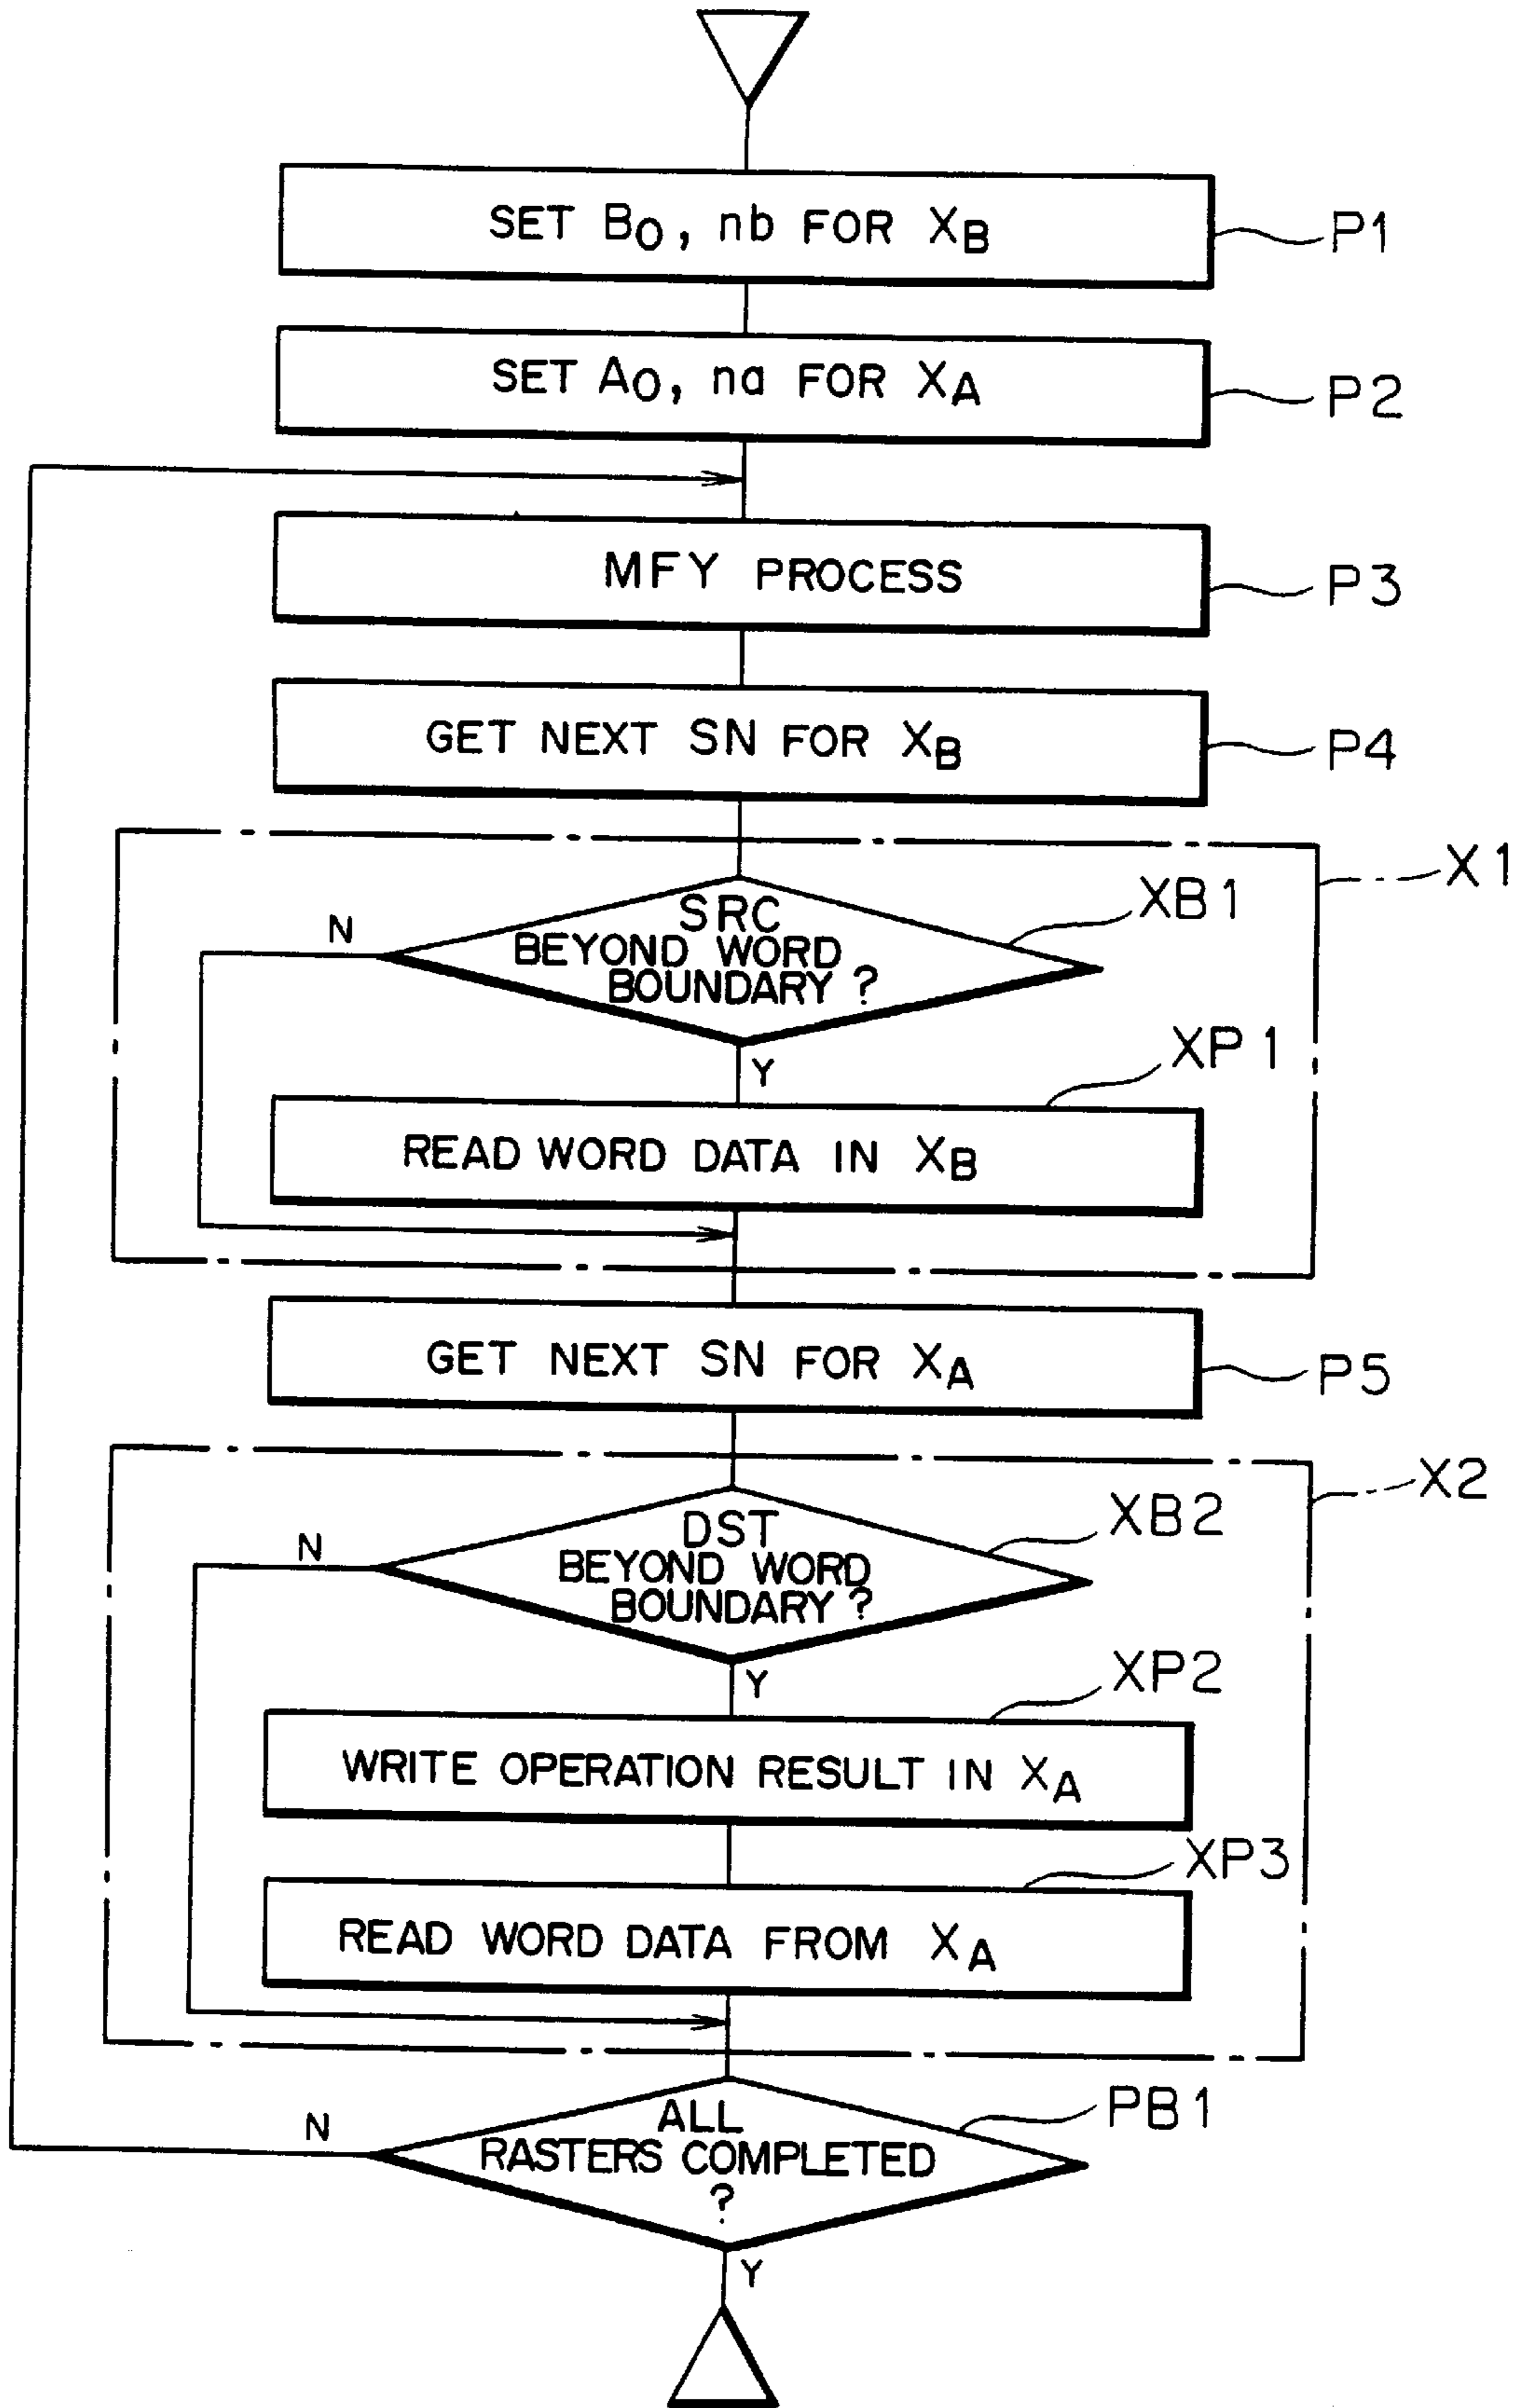 SET B0, nb FOR XB
P1
SET A0, na FOR XA
P2
MFY PROCESS
P3
GET NEXT SN FOR XB
P4
X1
XB1
SRC
BEYOND WORD
BOUNDARY ?
N
Y
XP1
READ WORD DATA IN XB
GET NEXT SN FOR XA
P5
X2
XB2
DST
BEYOND WORD
BOUNDARY ?
N
Y
XP2
WRITE OPERATION RESULT IN XA
XP3
READ WORD DATA FROM XA
PB1
ALL
RASTERS COMPLETED
?
N
Y